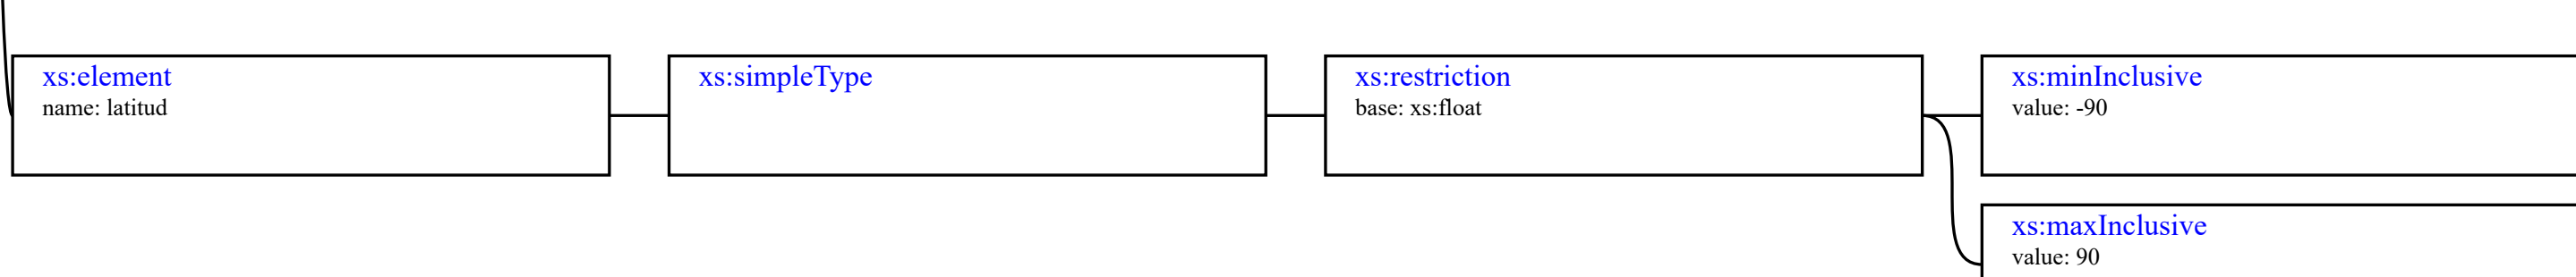 xs:element
name: latitud
xs:simpleType
xs:restriction
base: xs:float
xs:minInclusive
value: -90
xs:maxInclusive
value: 90